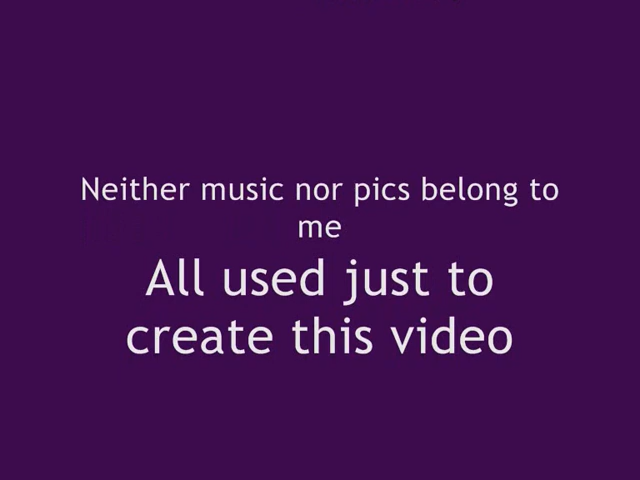 Neither music nor pics belong to
me
All used just to
create this video